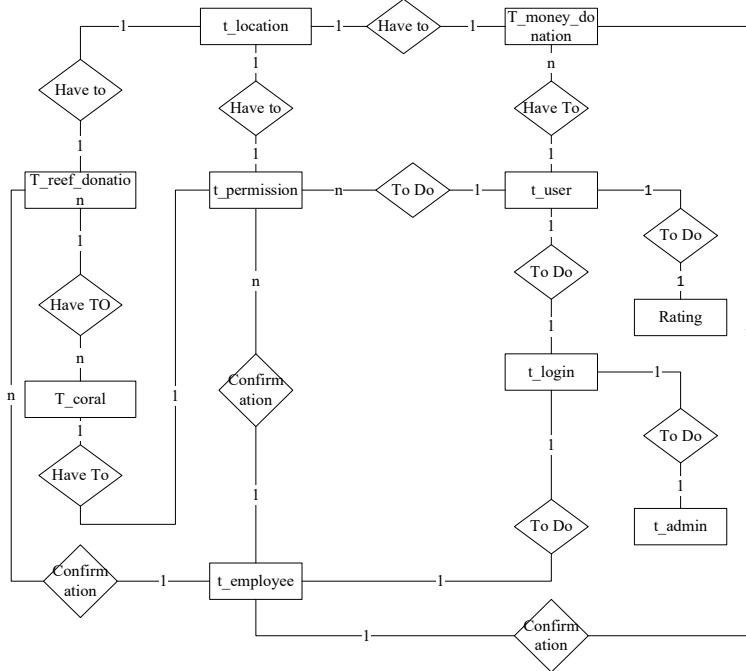 t_location
1
1
Have to
1
T_money_do
nation
1
n
Have to
Have to
Have To
1
1
1
T_reef_donatio
n
t_permission
n
To Do
1
t_user
1
1
1
To Do
n
To Do
1
Have TO
Rating
1
n
t_login
1
T_coral
n
Confirm
ation
1
1
To Do
1
1
Have To
1
1
To Do
t_admin
Confirm
ation
1
t_employee
1
1
Confirm
ation